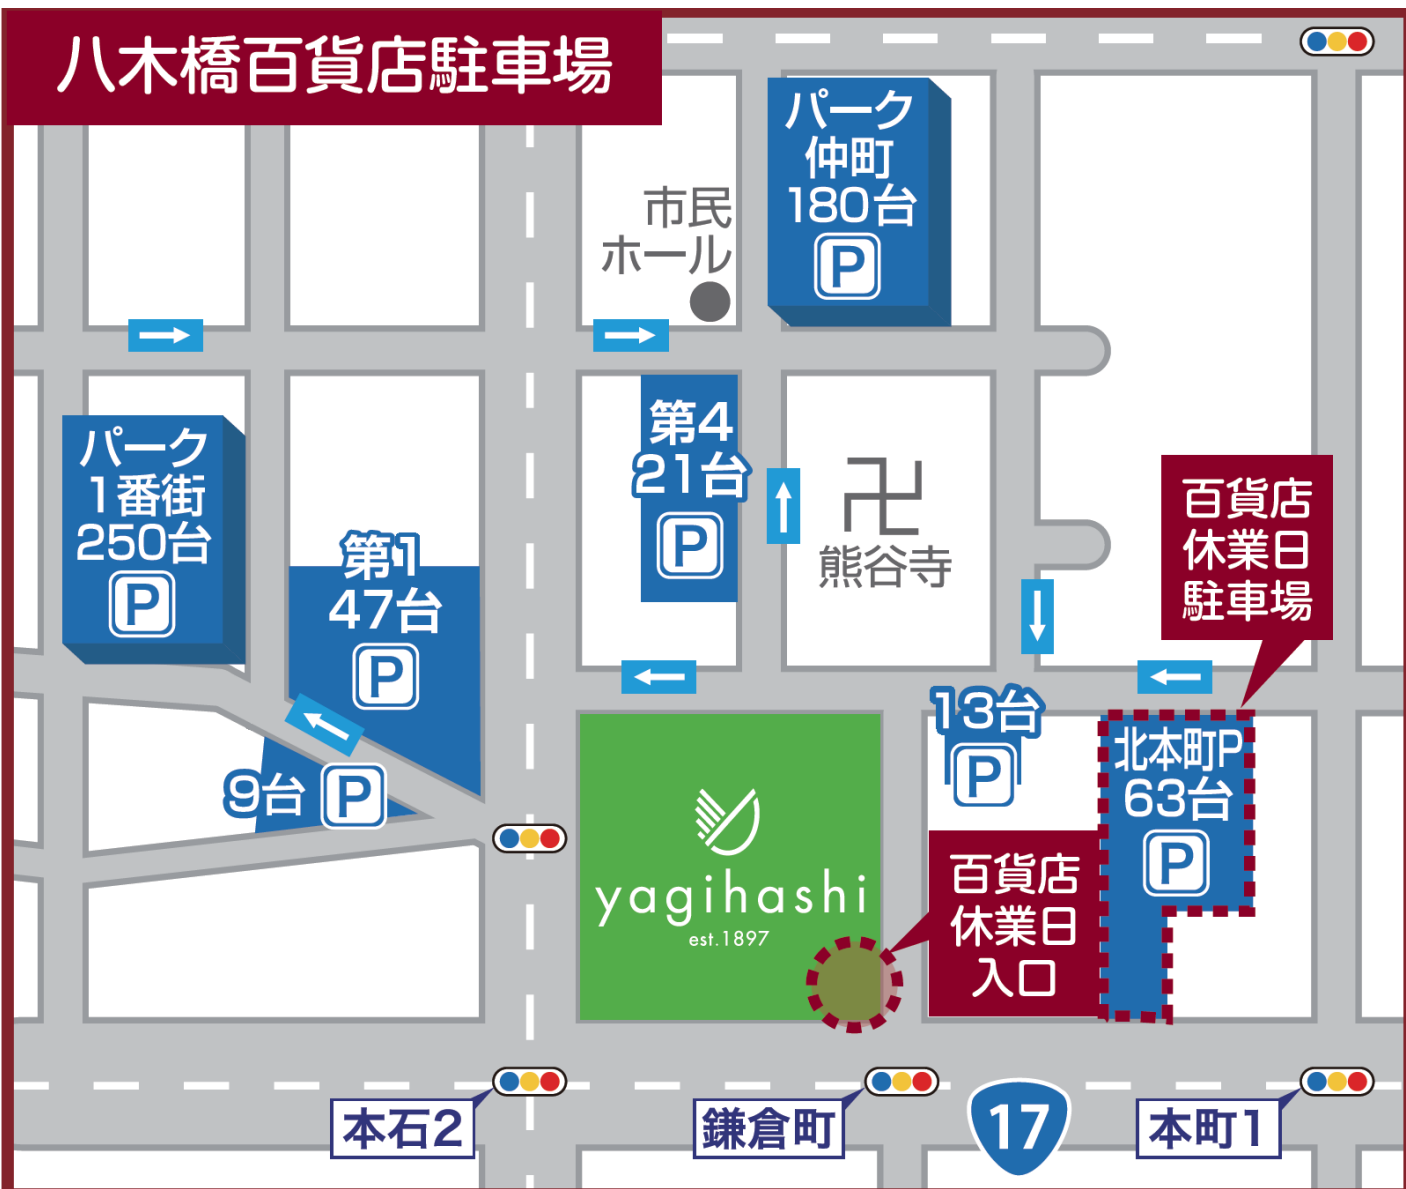 八木橋百貨店駐車場
パーク
仲町
180台
P
市民
ホール
パーク
1番街
250台
P
第4
21台
P
熊谷寺
第1
47台
P
百貨店
休業日
駐車場
9台
P
13台
P
北本町P
63台
P
yagihashi
est.1897
百貨店
休業日
入口
本石2
鎌倉町
17
本町1